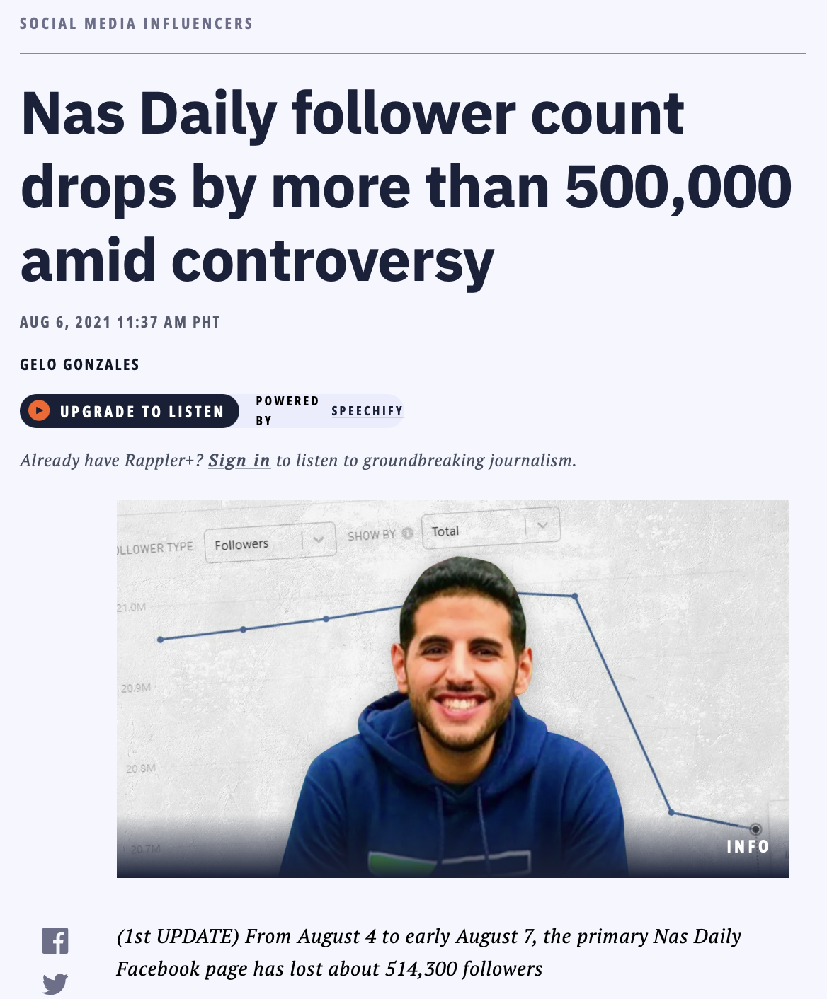 SOCIAL MEDIA INFLUENCERS
Nas Daily follower count
drops by more than 500,000
amid controversy
AUG 6, 2021 11:37 AM PHT
GELO GONZALES
UPGRADE TO LISTEN
POWERED
BY
SPEECHIFY
Already have Rappler+? Sign in to listen to groundbreaking journalism.
OLLOWER TYPE Followers SHOW BY Total
21.0M
20.9M
20.8M
20.7M
INFO
(1st UPDATE) From August 4 to early August 7, the primary Nas Daily
Facebook page has lost about 514,300 followers